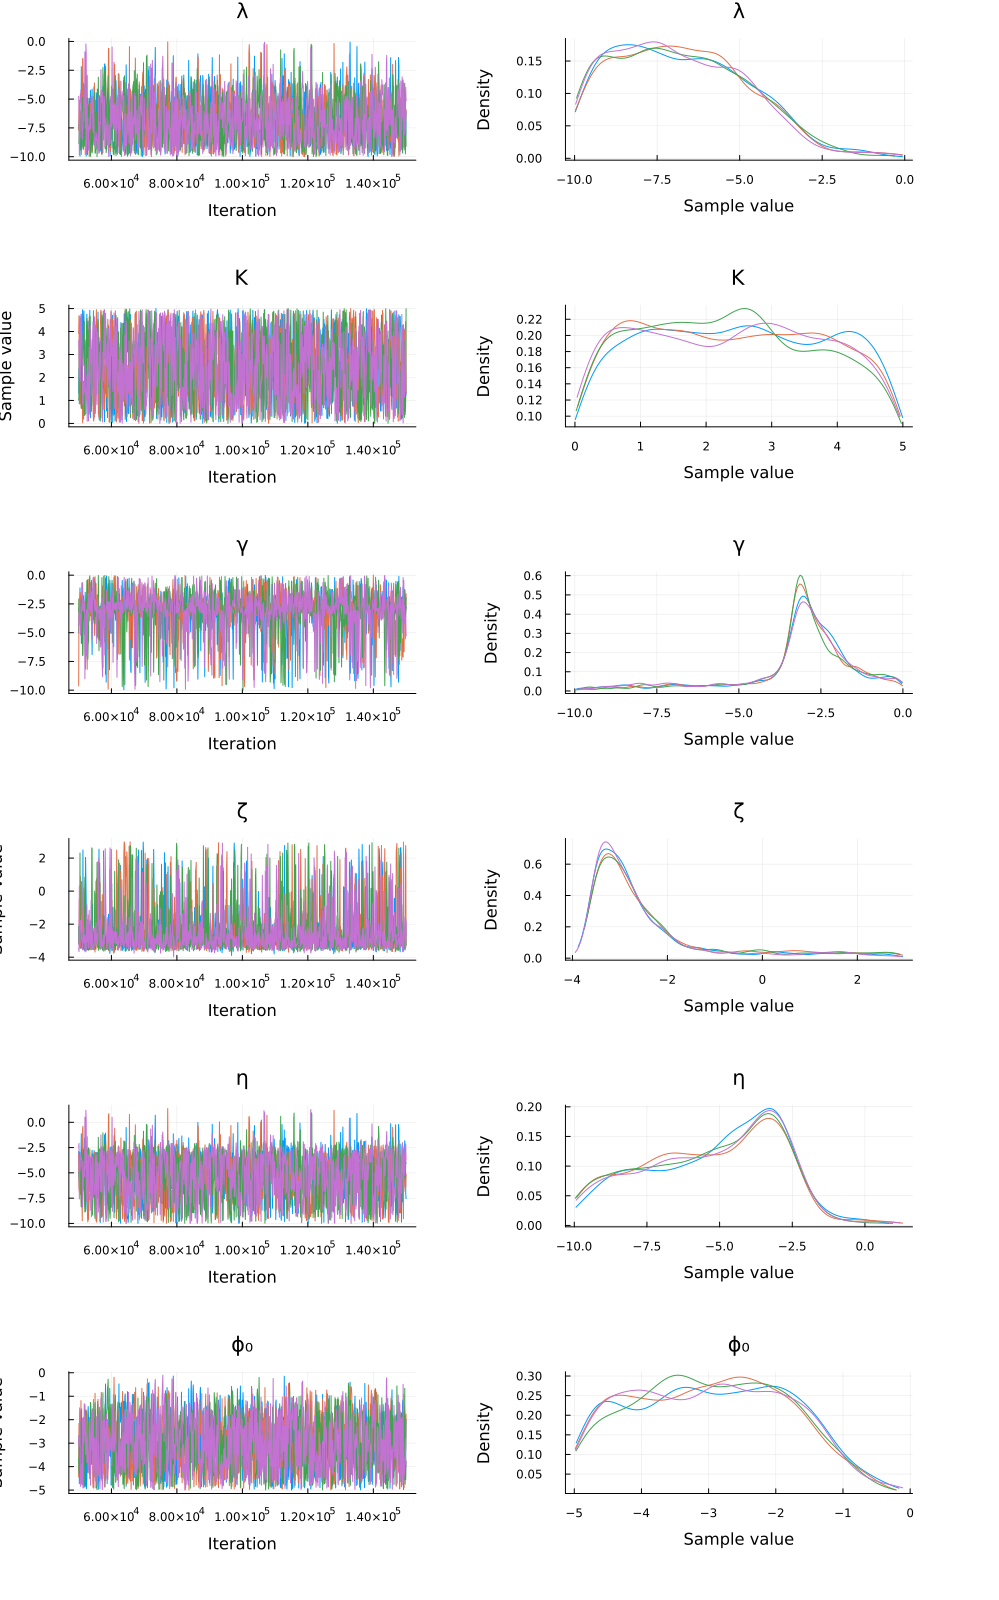 λ
λ
0.0
−2.5
−5.0
−7.5
−10.0
6.00×10⁴ 8.00×10⁴ 1.00×10⁵ 1.20×10⁵ 1.40×10⁵
Iteration
Density
0.15
0.10
0.05
0.00
−10.0 −7.5 −5.0 −2.5 0.0
Sample value
K
K
Sample value
5
4
3
2
1
0
6.00×10⁴ 8.00×10⁴ 1.00×10⁵ 1.20×10⁵ 1.40×10⁵
Iteration
Density
0.22
0.20
0.18
0.16
0.14
0.12
0.10
0 1 2 3 4 5
Sample value
γ
γ
0.0
−2.5
−5.0
−7.5
−10.0
6.00×10⁴ 8.00×10⁴ 1.00×10⁵ 1.20×10⁵ 1.40×10⁵
Iteration
Density
0.6
0.5
0.4
0.3
0.2
0.1
0.0
−10.0 −7.5 −5.0 −2.5 0.0
Sample value
ζ
ζ
Sample value
2
0
−2
−4
6.00×10⁴ 8.00×10⁴ 1.00×10⁵ 1.20×10⁵ 1.40×10⁵
Iteration
Density
0.6
0.4
0.2
0.0
−4 −2 0 2
Sample value
η
η
0.0
−2.5
−5.0
−7.5
−10.0
6.00×10⁴ 8.00×10⁴ 1.00×10⁵ 1.20×10⁵ 1.40×10⁵
Iteration
Density
0.20
0.15
0.10
0.05
0.00
−10.0 −7.5 −5.0 −2.5 0.0
Sample value
ϕ₀
ϕ₀
Sample value
0
−1
−2
−3
−4
−5
6.00×10⁴ 8.00×10⁴ 1.00×10⁵ 1.20×10⁵ 1.40×10⁵
Iteration
Density
0.30
0.25
0.20
0.15
0.10
0.05
−5 −4 −3 −2 −1 0
Sample value